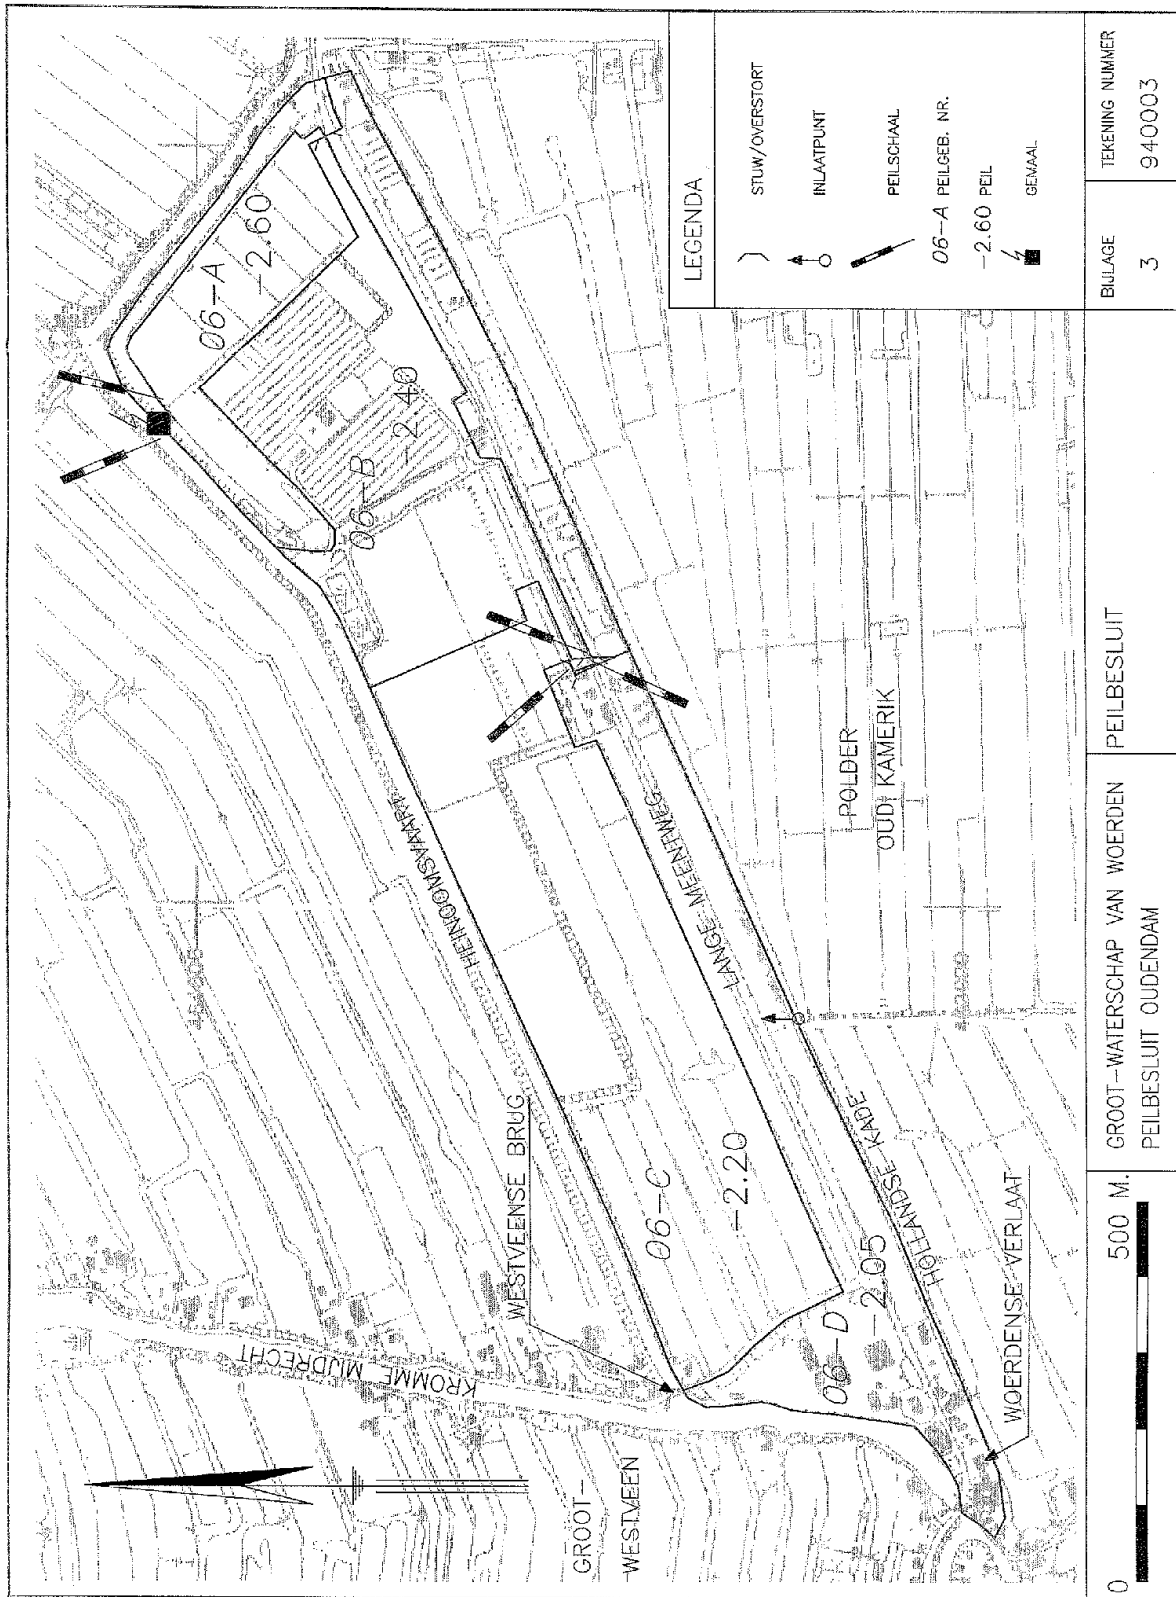 06-A
-2.60
06-B
-2.40
HEINOOMSVAART
LANGE MEENTWEG
POLDER
OUD KAMERIK
WESTVEENSE BRUG
06-C
-2.20
HOLLANDSE KADE
06-D
-2.05
WOERDENSE VERLAAT
KROMME MIJDRECHT
GROOT-
WESTVEEN
LEGENDA
STUW/OVERSTORT
INLAATPUNT
PEILSCHAAL
06-A PEILGEB. NR.
-2.60 PEIL
GEMAAL
0 500 M.
GROOT-WATERSCHAP VAN WOERDEN
PEILBESLUIT OUDENDAM
PEILBESLUIT
BIJLAGE
3
TEKENING NUMMER
940003